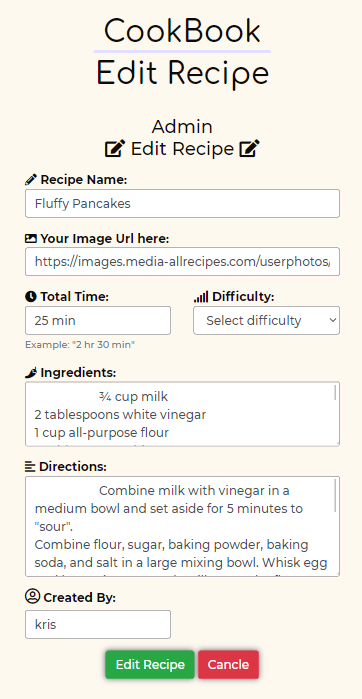 CookBook
Edit Recipe
Admin
Edit Recipe
Recipe Name:
Fluffy Pancakes
Your Image Url here:
https://images.media-allrecipes.com/userphotos/
Total Time:
Difficulty:
25 min
Select difficulty
Example: "2 hr 30 min"
Ingredients:
¾ cup milk
2 tablespoons white vinegar
1 cup all-purpose flour
Directions:
Combine milk with vinegar in a
medium bowl and set aside for 5 minutes to
"sour".
Combine flour, sugar, baking powder, baking
soda, and salt in a large mixing bowl. Whisk egg
Created By:
kris
Edit Recipe
Cancle